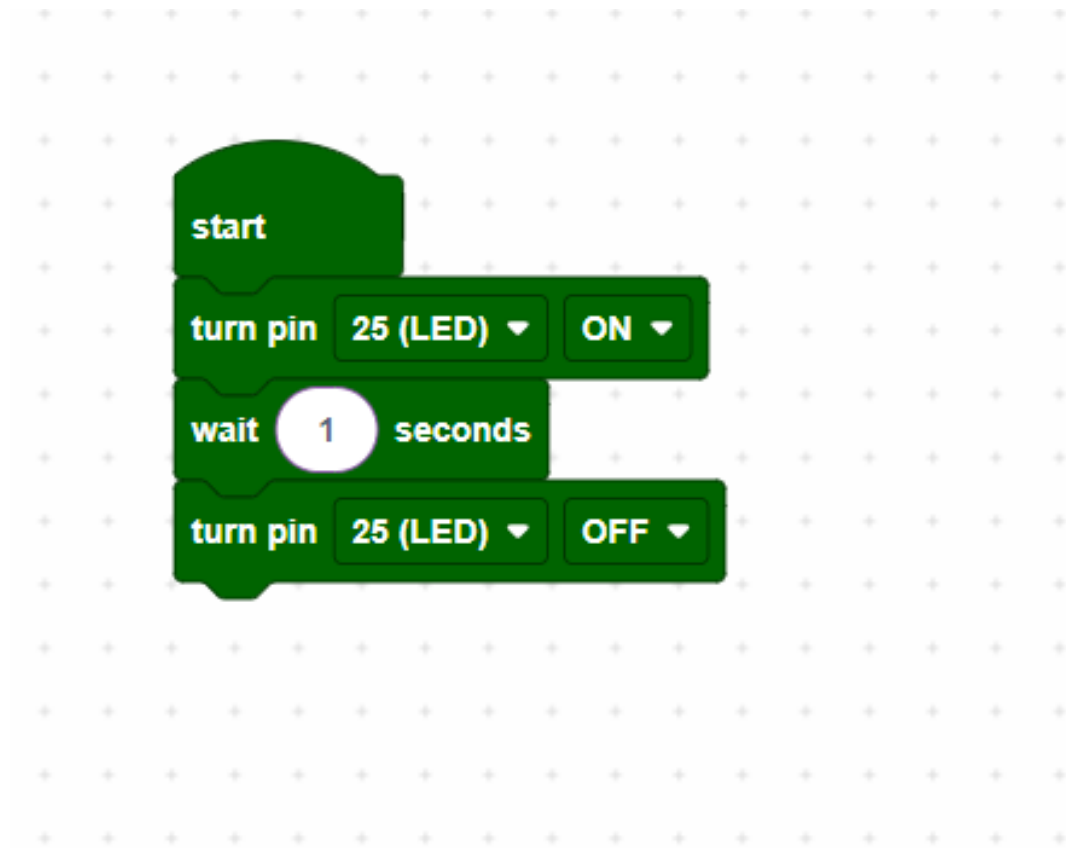 start
turn pin 25 (LED) ON
wait 1 seconds
turn pin 25 (LED) OFF